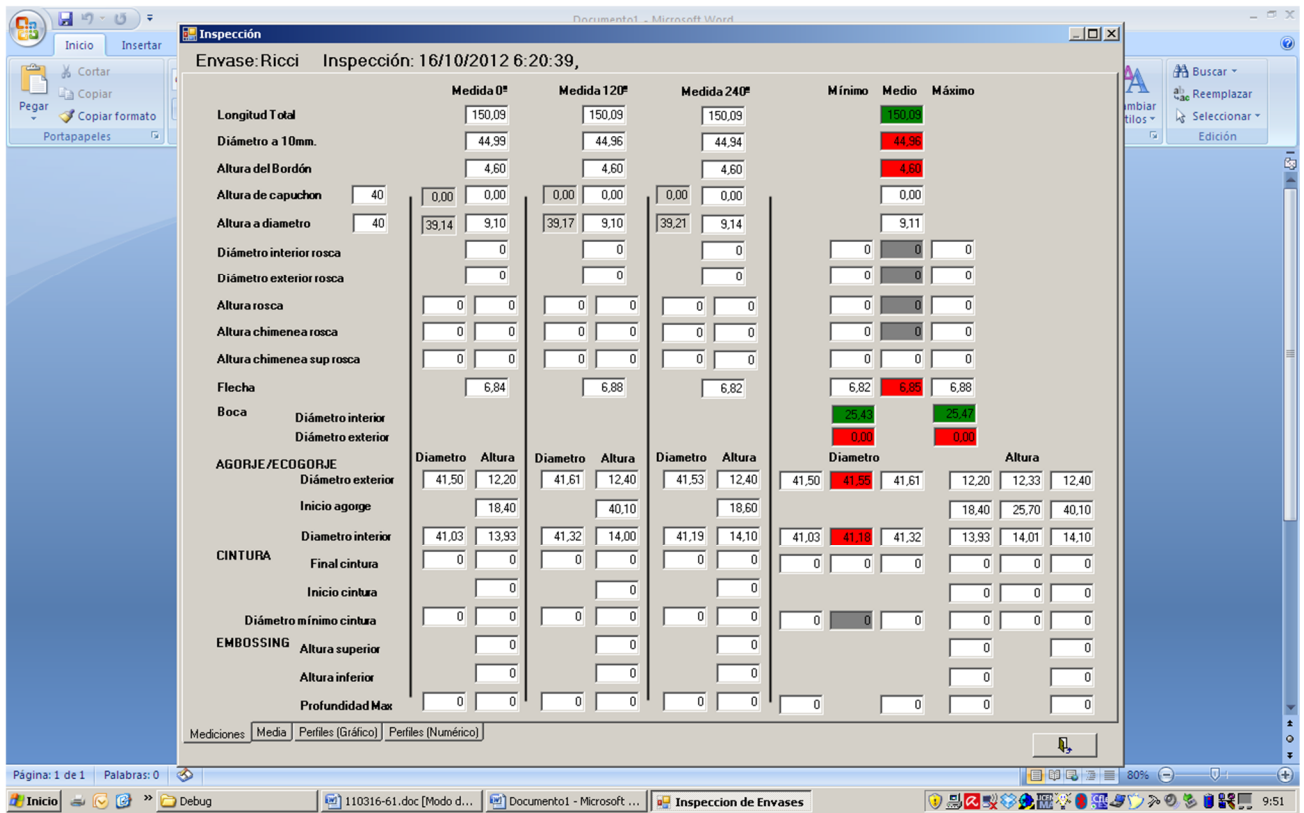 Documento1 - Microsoft Word
Inicio Insertar
Pegar
Cortar
Copiar
Copiar formato
Portapapeles
Buscar
Reemplazar
Seleccionar
Edición
Inspección
Envase:Ricci Inspección: 16/10/2012 6:20:39,
Medida 0ª Medida 120ª Medida 240ª Mínimo Medio Máximo
Longitud Total 150,09 150,09 150,09 150,09
Diámetro a 10mm. 44,99 44,96 44,94 44,96
Altura del Bordón 4,60 4,60 4,60 4,60
Altura de capuchon 40 0,00 0,00 0,00 0,00 0,00 0,00 0,00
Altura a diametro 40 39,14 9,10 39,17 9,10 39,21 9,14 9,11
Diámetro interior rosca 0 0 0 0 0 0
Diámetro exterior rosca 0 0 0 0 0 0
Altura rosca 0 0 0 0 0 0 0 0 0
Altura chimenea rosca 0 0 0 0 0 0 0 0 0
Altura chimenea sup rosca 0 0 0 0 0 0 0 0 0
Flecha 6,84 6,88 6,82 6,82 6,85 6,88
Boca Diámetro interior 25,43 25,47
Diámetro exterior 0,00 0,00
AGORJE/ECOGORJE Diametro Altura Diametro Altura Diametro Altura Diametro Altura
Diámetro exterior 41,50 12,20 41,61 12,40 41,53 12,40 41,50 41,55 41,61 12,20 12,33 12,40
Inicio agorge 18,40 40,10 18,60 18,40 25,70 40,10
Diametro interior 41,03 13,93 41,32 14,00 41,19 14,10 41,03 41,18 41,32 13,93 14,01 14,10
CINTURA
Final cintura 0 0 0 0 0 0 0 0 0 0 0 0
Inicio cintura 0 0 0 0 0 0
Diámetro mínimo cintura 0 0 0 0 0 0 0 0 0 0 0 0
EMBOSSING Altura superior 0 0 0 0 0
Altura inferior 0 0 0 0 0
Profundidad Max 0 0 0 0 0 0 0 0 0 0
Mediciones Media Perfiles (Gráfico) Perfiles (Numérico)
Página: 1 de 1 Palabras: 0 80%
Inicio Debug 110316-61.doc [Modo d... Documento1 - Microsoft ... Inspeccion de Envases 9:51